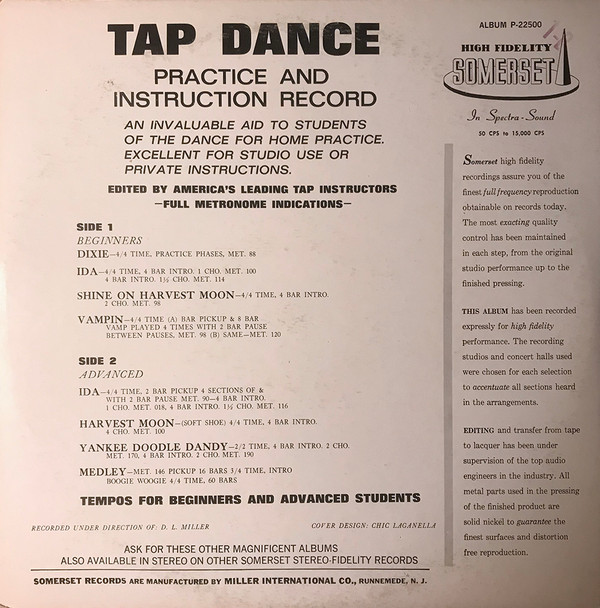 TAP DANCE
PRACTICE AND
INSTRUCTION RECORD
AN INVALUABLE AID TO STUDENTS
OF THE DANCE FOR HOME PRACTICE.
EXCELLENT FOR STUDIO USE OR
PRIVATE INSTRUCTIONS.
EDITED BY AMERICA'S LEADING TAP INSTRUCTORS
—FULL METRONOME INDICATIONS—
SIDE 1
BEGINNERS
DIXIE—4/4 TIME, PRACTICE PHASES, MET. 88
IDA—4/4 TIME, 4 BAR INTRO. 1 CHO. MET. 100
4 BAR INTRO. 1½ CHO. MET. 114
SHINE ON HARVEST MOON—4/4 TIME, 4 BAR INTRO.
2 CHO. MET. 98
VAMPIN—4/4 TIME (A) BAR PICKUP & 8 BAR
VAMP PLAYED 4 TIMES WITH 2 BAR PAUSE
BETWEEN PAUSES. MET. 98 (B) SAME—MET. 120
SIDE 2
ADVANCED
IDA—4/4 TIME, 2 BAR PICKUP 4 SECTIONS OF &
WITH 2 BAR PAUSE MET. 90—4 BAR INTRO.
1 CHO. MET. 018, 4 BAR INTRO. 1½ CHO. MET. 116
HARVEST MOON—(SOFT SHOE) 4/4 TIME, 4 BAR INTRO.
4 CHO. MET. 100
YANKEE DOODLE DANDY—2/2 TIME, 4 BAR INTRO. 2 CHO.
MET. 170, 4 BAR INTRO. 2 CHO. MET. 190
MEDLEY—MET. 146 PICKUP 16 BARS 3/4 TIME, INTRO
BOOGIE WOOGIE 4/4 TIME, 60 BARS
TEMPOS FOR BEGINNERS AND ADVANCED STUDENTS
RECORDED UNDER DIRECTION OF: D. L. MILLER
COVER DESIGN: CHIC LAGANELLA
ASK FOR THESE OTHER MAGNIFICENT ALBUMS
ALSO AVAILABLE IN STEREO ON OTHER SOMERSET STEREO-FIDELITY RECORDS
SOMERSET RECORDS ARE MANUFACTURED BY MILLER INTERNATIONAL CO., RUNNEMEDE, N. J.
ALBUM P-22500
HIGH FIDELITY
SOMERSET
In Spectra-Sound
50 CPS to 15,000 CPS
Somerset high fidelity
recordings assure you of the
finest full frequency reproduction
obtainable on records today.
The most exacting quality
control has been maintained
in each step, from the original
studio performance up to the
finished pressing.
THIS ALBUM has been recorded
expressly for high fidelity
performance. The recording
studios and concert halls used
were chosen for each selection
to accentuate all sections heard
in the arrangements.
EDITING and transfer from tape
to lacquer has been under
supervision of the top audio
engineers in the industry. All
metal parts used in the pressing
of the finished product are
solid nickel to guarantee the
finest surfaces and distortion
free reproduction.